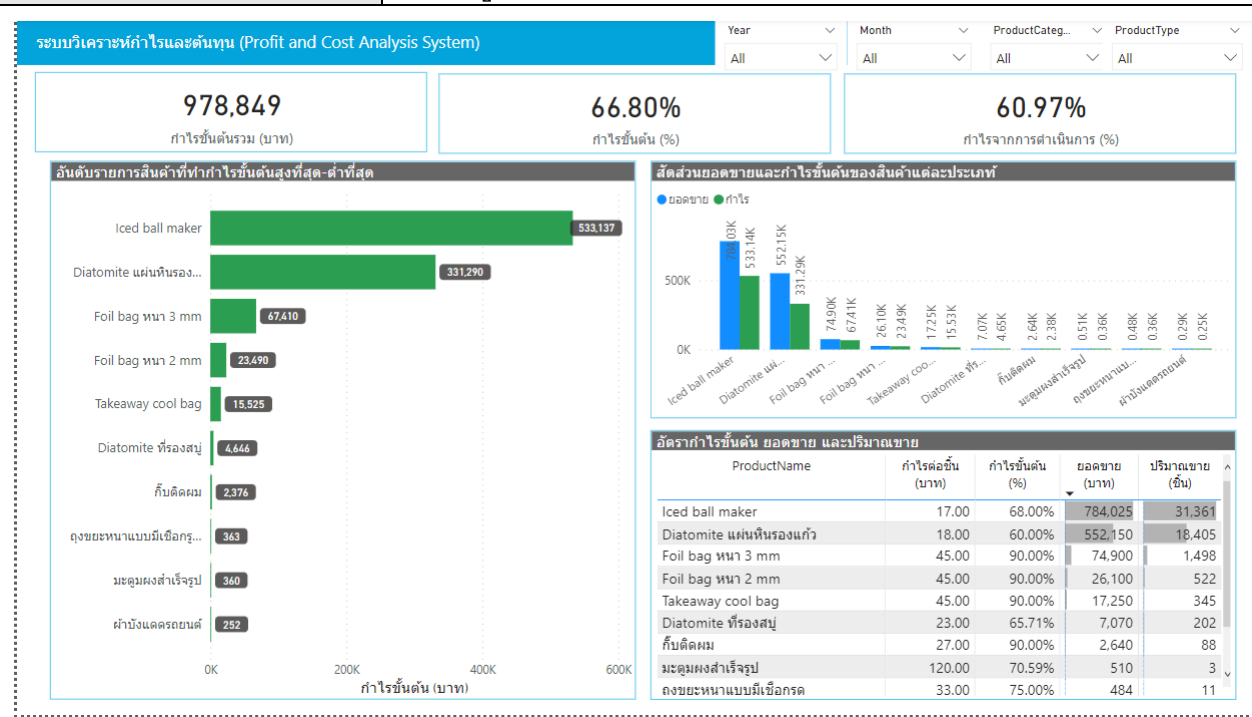 ระบบวิเคราะห์กำไรและต้นทุน (Profit and Cost Analysis System)
Year
Month
ProductCateg...
ProductType
All
All
All
All
978,849
กำไรขั้นต้นรวม (บาท)
66.80%
กำไรขั้นต้น (%)
60.97%
กำไรจากการดำเนินการ (%)
อันดับรายการสินค้าที่ทำกำไรขั้นต้นสูงที่สุด-ต่ำที่สุด
Iced ball maker 533,137
Diatomite แผ่นหินรอง... 331,290
Foil bag หนา 3 mm 67,410
Foil bag หนา 2 mm 23,490
Takeaway cool bag 15,525
Diatomite ที่รองสบู่ 4,646
กิ๊บติดผม 2,376
ถุงขยะหนาแบบมีเชือกรู... 363
มะตูมผงสำเร็จรูป 360
ผ้าบังแดดรถยนต์ 252
0K 200K 400K 600K
กำไรขั้นต้น (บาท)
สัดส่วนยอดขายและกำไรขั้นต้นของสินค้าแต่ละประเภท
ยอดขาย กำไร
500K
0K
784.03K 533.14K 552.15K 331.29K 74.90K 67.41K 26.10K 23.49K 17.25K 15.53K 7.07K 4.65K 2.64K 2.38K 0.51K 0.36K 0.48K 0.36K 0.29K 0.25K
Iced ball maker
Diatomite แผ่...
Foil bag หนา ...
Foil bag หนา ...
Takeaway coo...
Diatomite ที่ร...
กิ๊บติดผม
มะตูมผงสำเร็จรูป
ถุงขยะหนาแบ...
ผ้าบังแดดรถยนต์
อัตรากำไรขั้นต้น ยอดขาย และปริมาณขาย
ProductName กำไรต่อชิ้น (บาท) กำไรขั้นต้น (%) ยอดขาย (บาท) ปริมาณขาย (ชิ้น)
Iced ball maker 17.00 68.00% 784,025 31,361
Diatomite แผ่นหินรองแก้ว 18.00 60.00% 552,150 18,405
Foil bag หนา 3 mm 45.00 90.00% 74,900 1,498
Foil bag หนา 2 mm 45.00 90.00% 26,100 522
Takeaway cool bag 45.00 90.00% 17,250 345
Diatomite ที่รองสบู่ 23.00 65.71% 7,070 202
กิ๊บติดผม 27.00 90.00% 2,640 88
มะตูมผงสำเร็จรูป 120.00 70.59% 510 3
33.00 75.00% 484 11